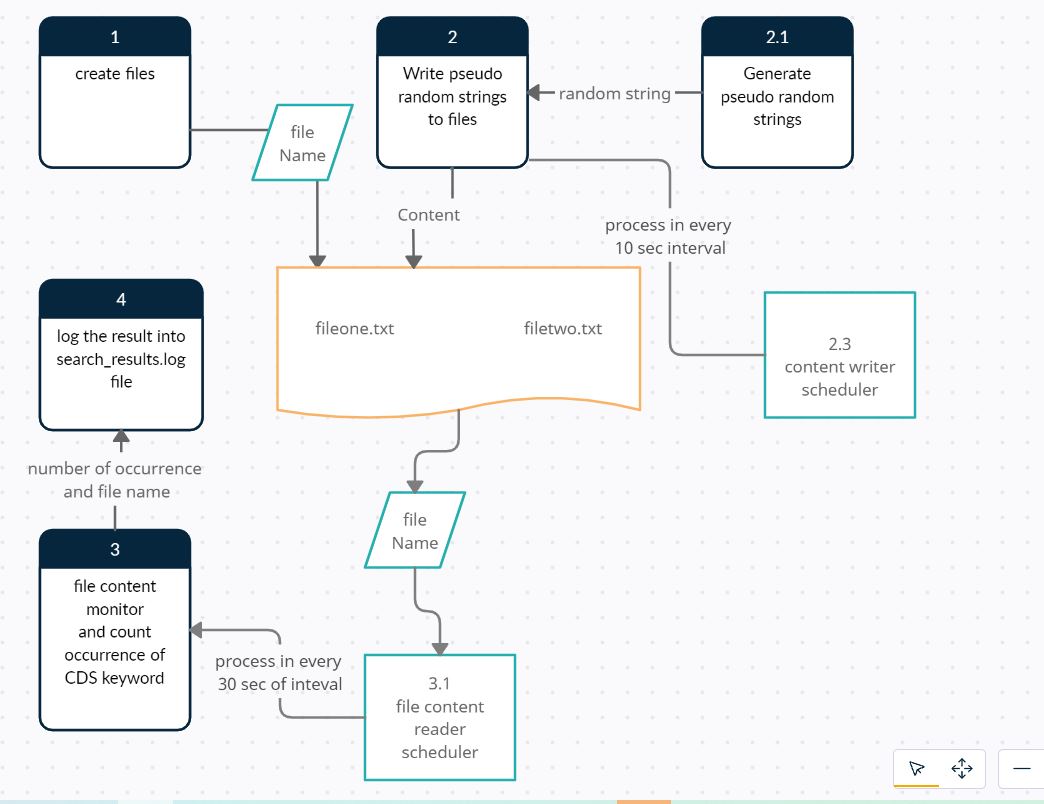 1
create files
file
Name
2
Write pseudo
random strings
to files
random string
2.1
Generate
pseudo random
strings
Content
process in every
10 sec interval
fileone.txt
filetwo.txt
2.3
content writer
scheduler
4
log the result into
search_results.log
file
number of occurrence
and file name
file
Name
3
file content
monitor
and count
occurrence of
CDS keyword
process in every
30 sec of inteval
3.1
file content
reader
scheduler